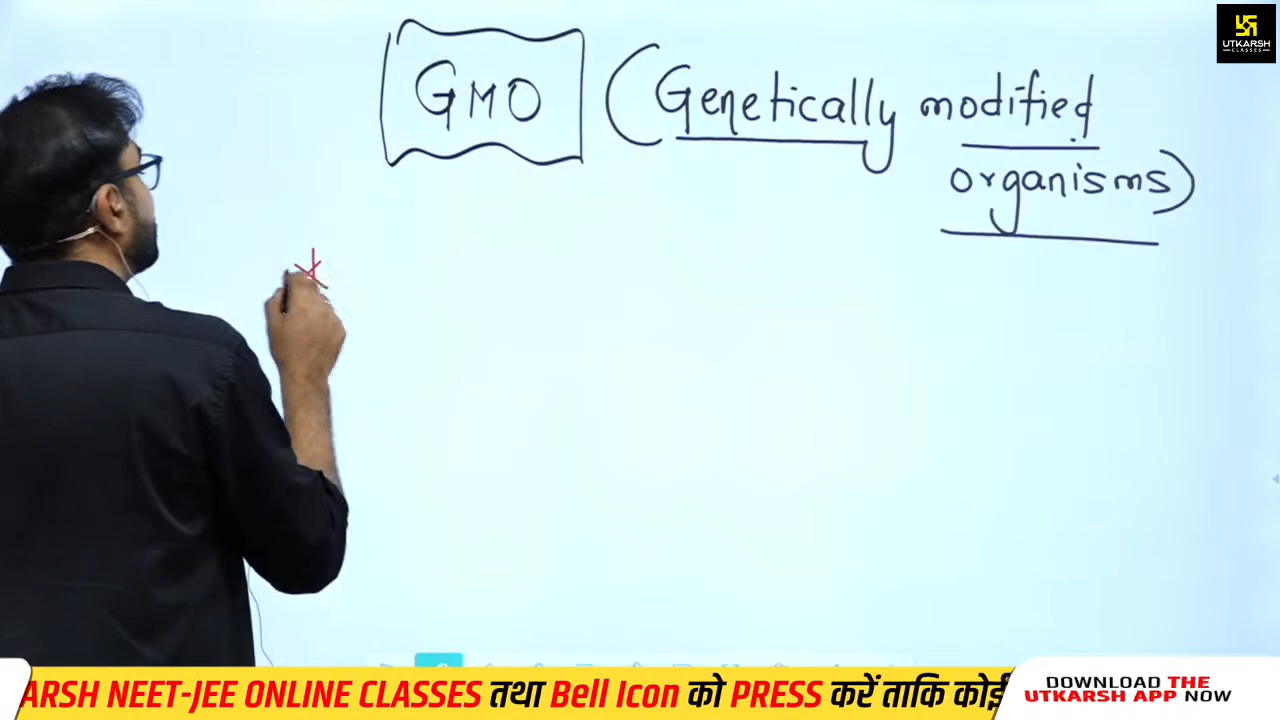 GMO (Genetically modified
organisms)
UTKARSH
CLASSES
ARSH NEET-JEE ONLINE CLASSES तथा Bell Icon को PRESS करें ताकि कोई
DOWNLOAD THE
UTKARSH APP NOW